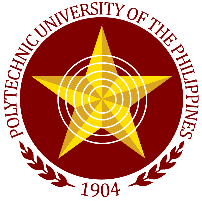 POLYTECHNIC UNIVERSITY OF THE PHILIPPINES
1904